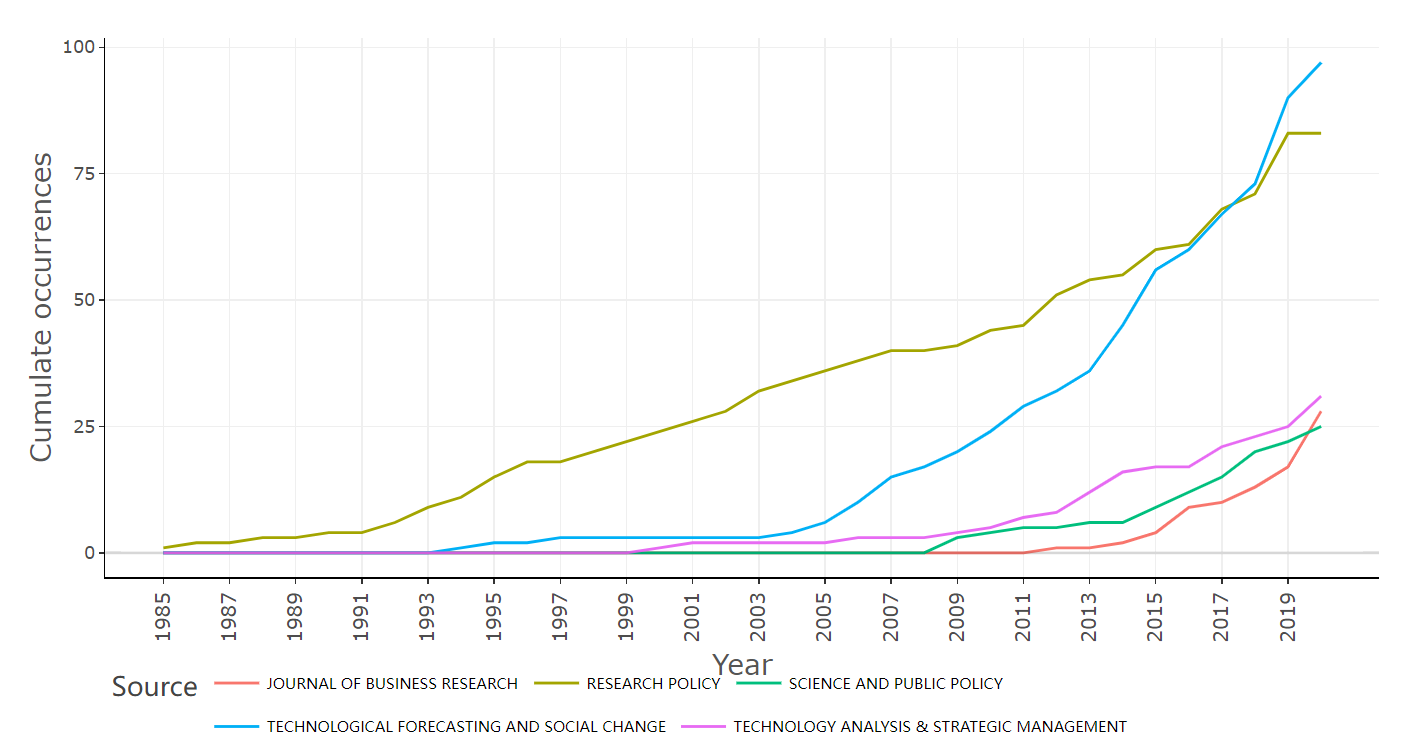 Cumulate occurrences
100
75
50
25
0
1985 1987 1989 1991 1993 1995 1997 1999 2001 2003 2005 2007 2009 2011 2013 2015 2017 2019
Year
Source JOURNAL OF BUSINESS RESEARCH RESEARCH POLICY SCIENCE AND PUBLIC POLICY
TECHNOLOGICAL FORECASTING AND SOCIAL CHANGE TECHNOLOGY ANALYSIS & STRATEGIC MANAGEMENT